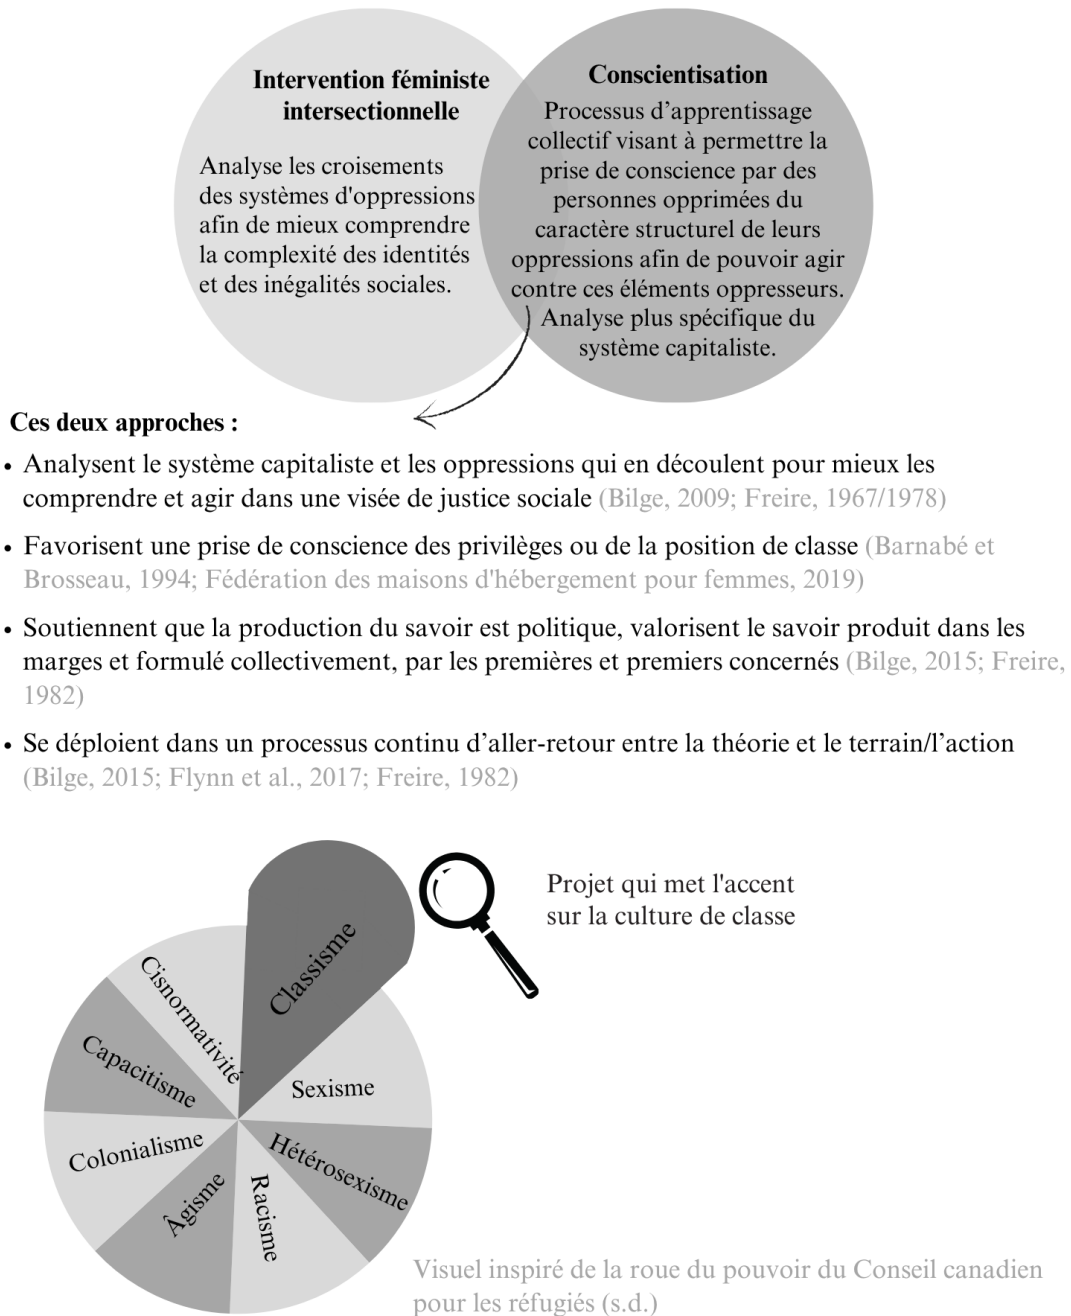 Intervention féministe
intersectionnelle
Analyse les croisements
des systèmes d'oppressions
afin de mieux comprendre
la complexité des identités
et des inégalités sociales.
Conscientisation
Processus d’apprentissage
collectif visant à permettre la
prise de conscience par des
personnes opprimées du
caractère structurel de leurs
oppressions afin de pouvoir agir
contre ces éléments oppresseurs.
Analyse plus spécifique du
système capitaliste.
Ces deux approches :
• Analysent le système capitaliste et les oppressions qui en découlent pour mieux les
comprendre et agir dans une visée de justice sociale (Bilge, 2009; Freire, 1967/1978)
• Favorisent une prise de conscience des privilèges ou de la position de classe (Barnabé et
Brosseau, 1994; Fédération des maisons d'hébergement pour femmes, 2019)
• Soutiennent que la production du savoir est politique, valorisent le savoir produit dans les
marges et formulé collectivement, par les premières et premiers concernés (Bilge, 2015; Freire,
1982)
• Se déploient dans un processus continu d’aller-retour entre la théorie et le terrain/l’action
(Bilge, 2015; Flynn et al., 2017; Freire, 1982)
Projet qui met l'accent
sur la culture de classe
Classisme
Sexisme
Hétérosexisme
Racisme
Âgisme
Colonialisme
Capacitisme
Cisnormativité
Visuel inspiré de la roue du pouvoir du Conseil canadien
pour les réfugiés (s.d.)